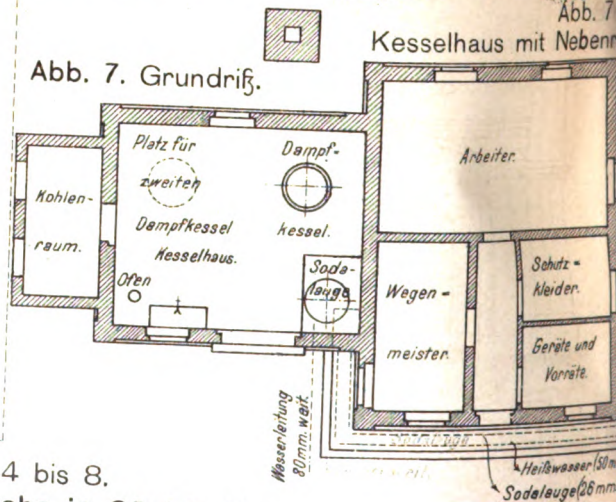 Abb. 7
Kesselhaus mit Nebenr
Abb. 7. Grundriß.
Platz für
zweiten
Dampfkessel
Kesselhaus.
Dampf-
kessel.
Kohlen-
raum.
Ofen
Soda-
lauge
Arbeiter.
Wegen-
meister.
Schutz-
kleider.
Geräte und
Vorräte.
Wasserleitung
80mm. weit.
Heißwasser (50m
Sodalauge (26mm
4 bis 8.